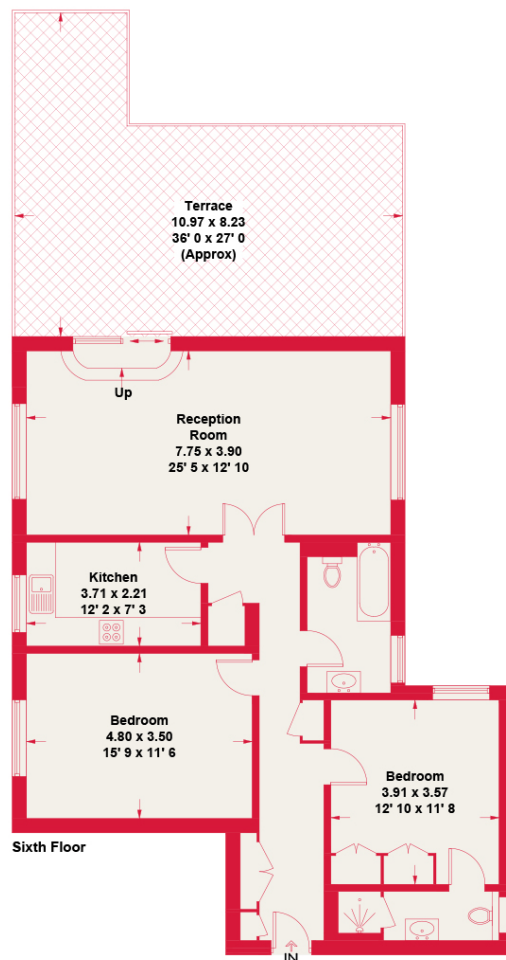 Terrace
10.97 x 8.23
36' 0 x 27' 0
(Approx)
Up
Reception
Room
7.75 x 3.90
25' 5 x 12' 10
Kitchen
3.71 x 2.21
12' 2 x 7' 3
Bedroom
4.80 x 3.50
15' 9 x 11' 6
Bedroom
3.91 x 3.57
12' 10 x 11' 8
Sixth Floor
IN